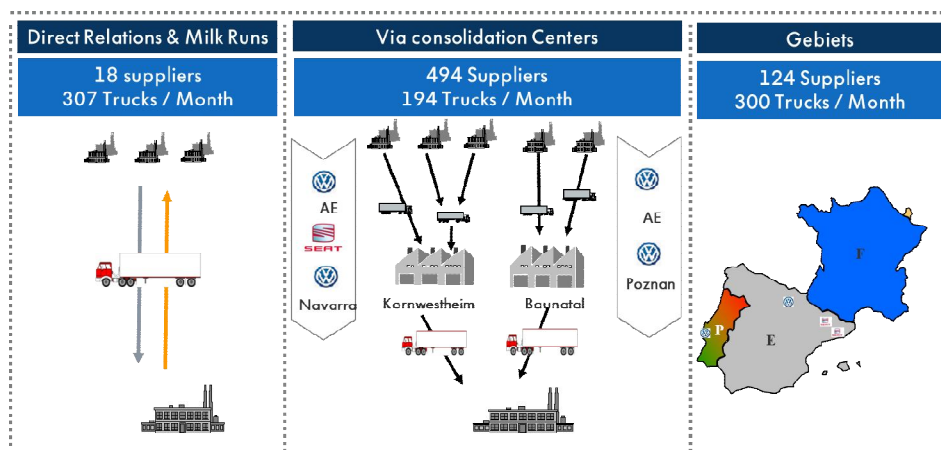 Direct Relations & Milk Runs
18 suppliers
307 Trucks / Month
Via consolidation Centers
494 Suppliers
194 Trucks / Month
AE
SEAT
Navarra
Kornwestheim
Baunatal
AE
Poznan
Gebiets
124 Suppliers
300 Trucks / Month
F
P
E